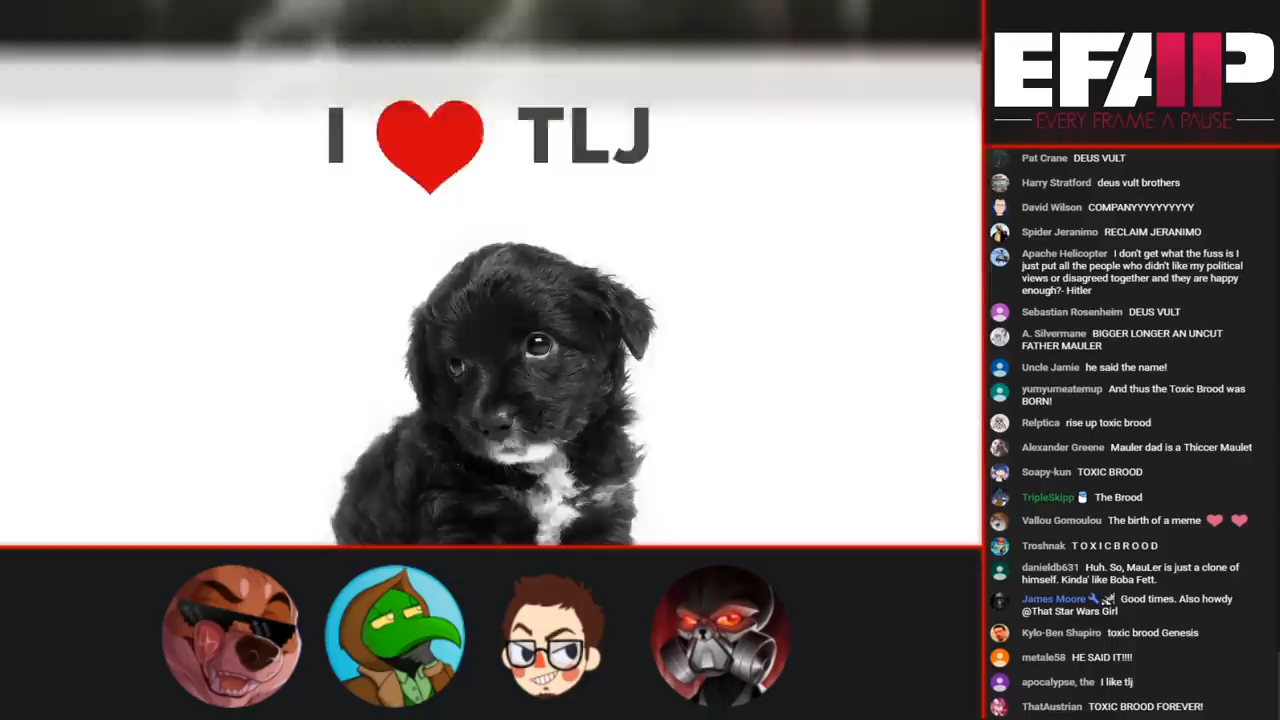 I ❤ TLJ
EFAP
EVERY FRAME A PAUSE
Pat Crane DEUS VULT
Harry Stratford deus vult brothers
David Wilson COMPANYYYYYYYYYY
Spider Jeranimo RECLAIM JERANIMO
Apache Helicopter I don't get what the fuss is I
just put all the people who didn't like my political
views or disagreed together and they are happy
enough?- Hitler
Sebastian Rosenheim DEUS VULT
A. Silvermane BIGGER LONGER AN UNCUT
FATHER MAULER
Uncle Jamie he said the name!
yumyumeatemup And thus the Toxic Brood was
BORN!
Relptica rise up toxic brood
Alexander Greene Mauler dad is a Thiccer Maulet
Soapy-kun TOXIC BROOD
TripleSkipp The Brood
Vallou Gomoulou The birth of a meme
Troshnak T O X I C B R O O D
danieldb631 Huh. So, MauLer is just a clone of
himself. Kinda' like Boba Fett.
James Moore Good times. Also howdy
@That Star Wars Girl
Kylo-Ben Shapiro toxic brood Genesis
metale58 HE SAID IT!!!!
apocalypse, the I like tlj
ThatAustrian TOXIC BROOD FOREVER!